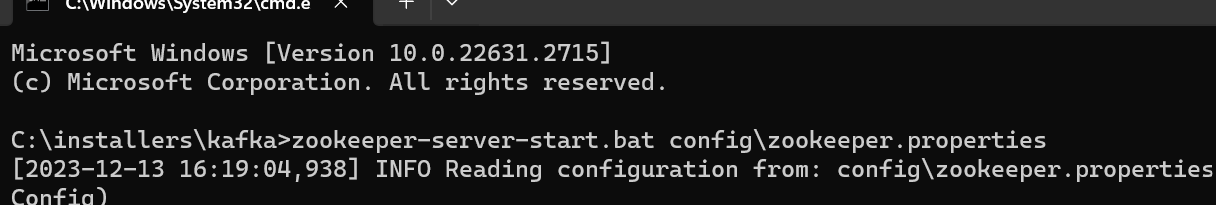 C:\Windows\System32\cmd.e
Microsoft Windows [Version 10.0.22631.2715]
(c) Microsoft Corporation. All rights reserved.
C:\installers\kafka>zookeeper-server-start.bat config\zookeeper.properties
[2023-12-13 16:19:04,938] INFO Reading configuration from: config\zookeeper.properties
Config)